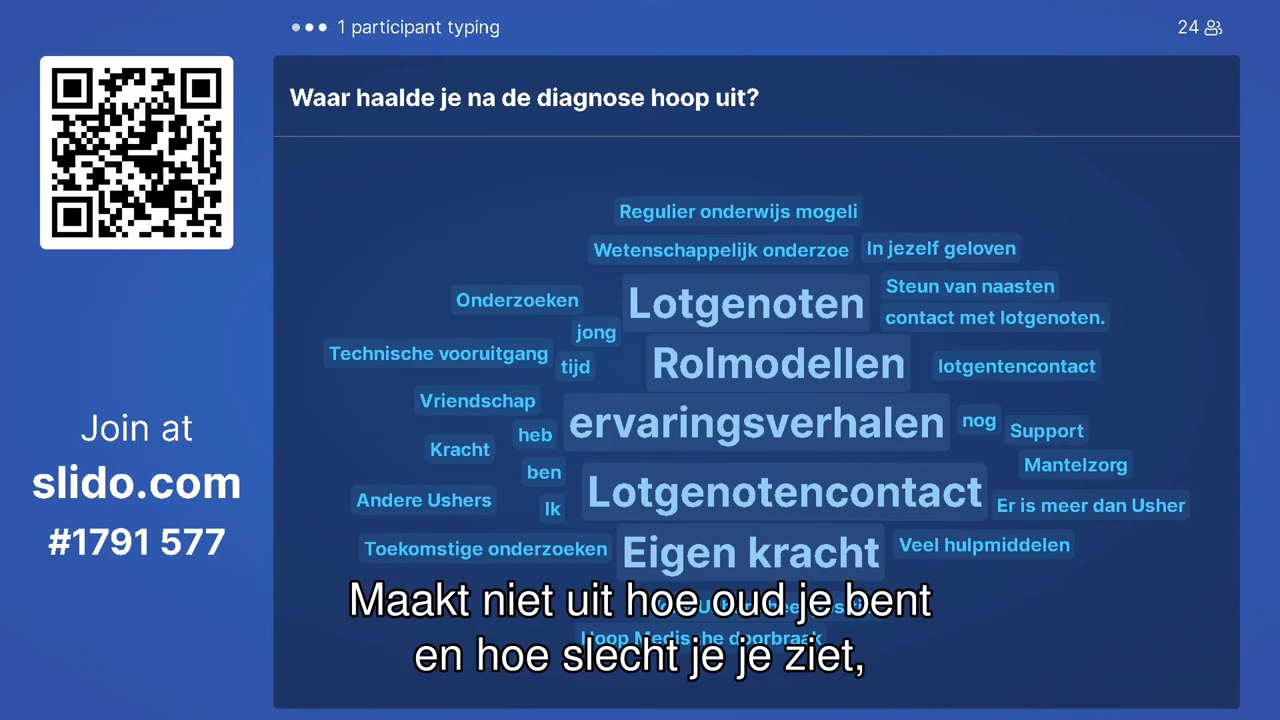 1 participant typing
24
Waar haalde je na de diagnose hoop uit?
Regulier onderwijs mogeli
Wetenschappelijk onderzoe
In jezelf geloven
Onderzoeken
Lotgenoten
Steun van naasten
contact met lotgenoten.
jong
Technische vooruitgang
tijd
Rolmodellen
lotgentencontact
Vriendschap
heb
ervaringsverhalen
nog
Support
Kracht
ben
Mantelzorg
Andere Ushers
Ik
Lotgenotencontact
Er is meer dan Usher
Toekomstige onderzoeken
Eigen kracht
Veel hulpmiddelen
Hoop Medische doorbraak
Join at
slido.com
#1791 577
Maakt niet uit hoe oud je bent
en hoe slecht je je ziet,